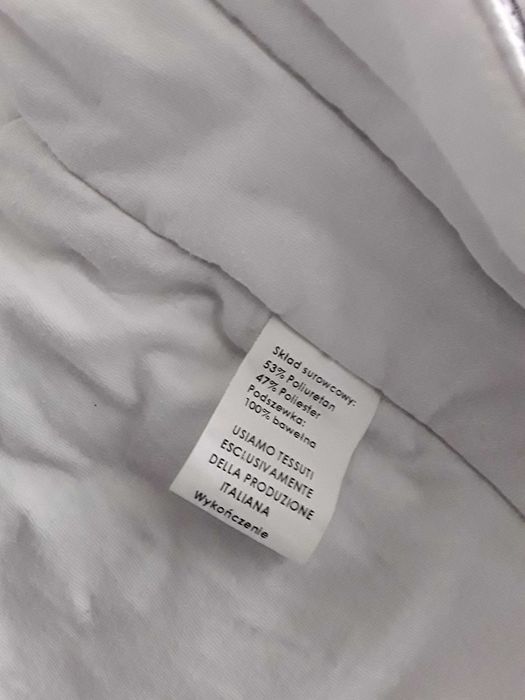 Skład surowcowy:
53% Poliuretan
47% Poliester
Podszewka:
100% bawełna
USIAMO TESSUTI
ESCLUSIVAMENTE
DELLA PRODUZIONE
ITALIANA
Wykończenie